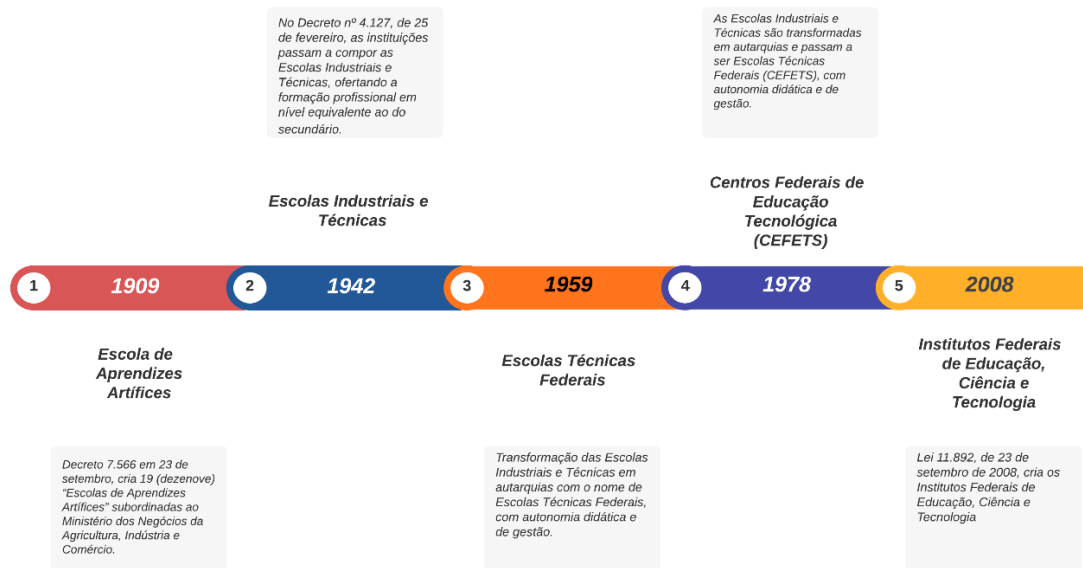 No Decreto nº 4.127, de 25
de fevereiro, as instituições
passam a compor as
Escolas Industriais e
Técnicas, ofertando a
formação profissional em
nível equivalente ao do
secundário.
As Escolas Industriais e
Técnicas são transformadas
em autarquias e passam a
ser Escolas Técnicas
Federais (CEFETS), com
autonomia didática e de
gestão.
Escolas Industriais e
Técnicas
Centros Federais de
Educação
Tecnológica
(CEFETS)
1 1909
2 1942
3 1959
4 1978
5 2008
Escola de
Aprendizes
Artífices
Escolas Técnicas
Federais
Institutos Federais
de Educação,
Ciência e
Tecnologia
Decreto 7.566 em 23 de
setembro, cria 19 (dezenove)
"Escolas de Aprendizes
Artífices" subordinadas ao
Ministério dos Negócios da
Agricultura, Indústria e
Comércio.
Transformação das Escolas
Industriais e Técnicas em
autarquias com o nome de
Escolas Técnicas Federais,
com autonomia didática e
de gestão.
Lei 11.892, de 23 de
setembro de 2008, cria os
Institutos Federais de
Educação, Ciência e
Tecnologia